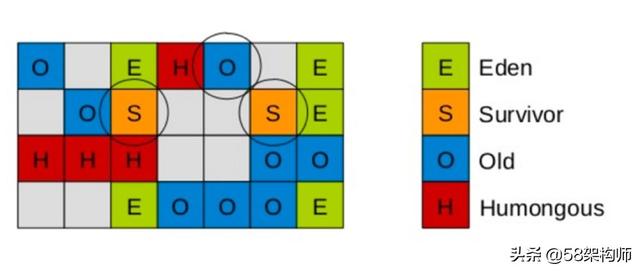 O E H O E
O S S E
H H H O O
E O O O E
E Eden
S Survivor
O Old
H Humongous
头条 @58架构师